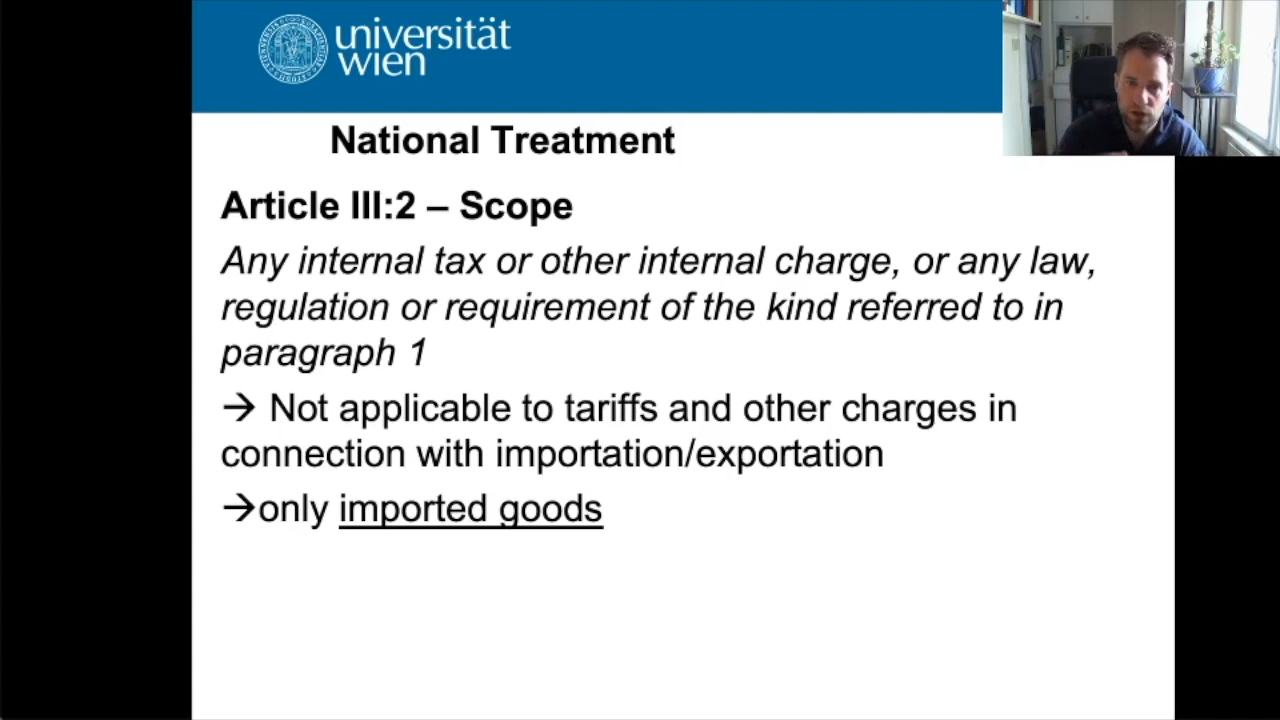 universität
wien
National Treatment
Article III:2 – Scope
Any internal tax or other internal charge, or any law,
regulation or requirement of the kind referred to in
paragraph 1
→ Not applicable to tariffs and other charges in
connection with importation/exportation
→only imported goods